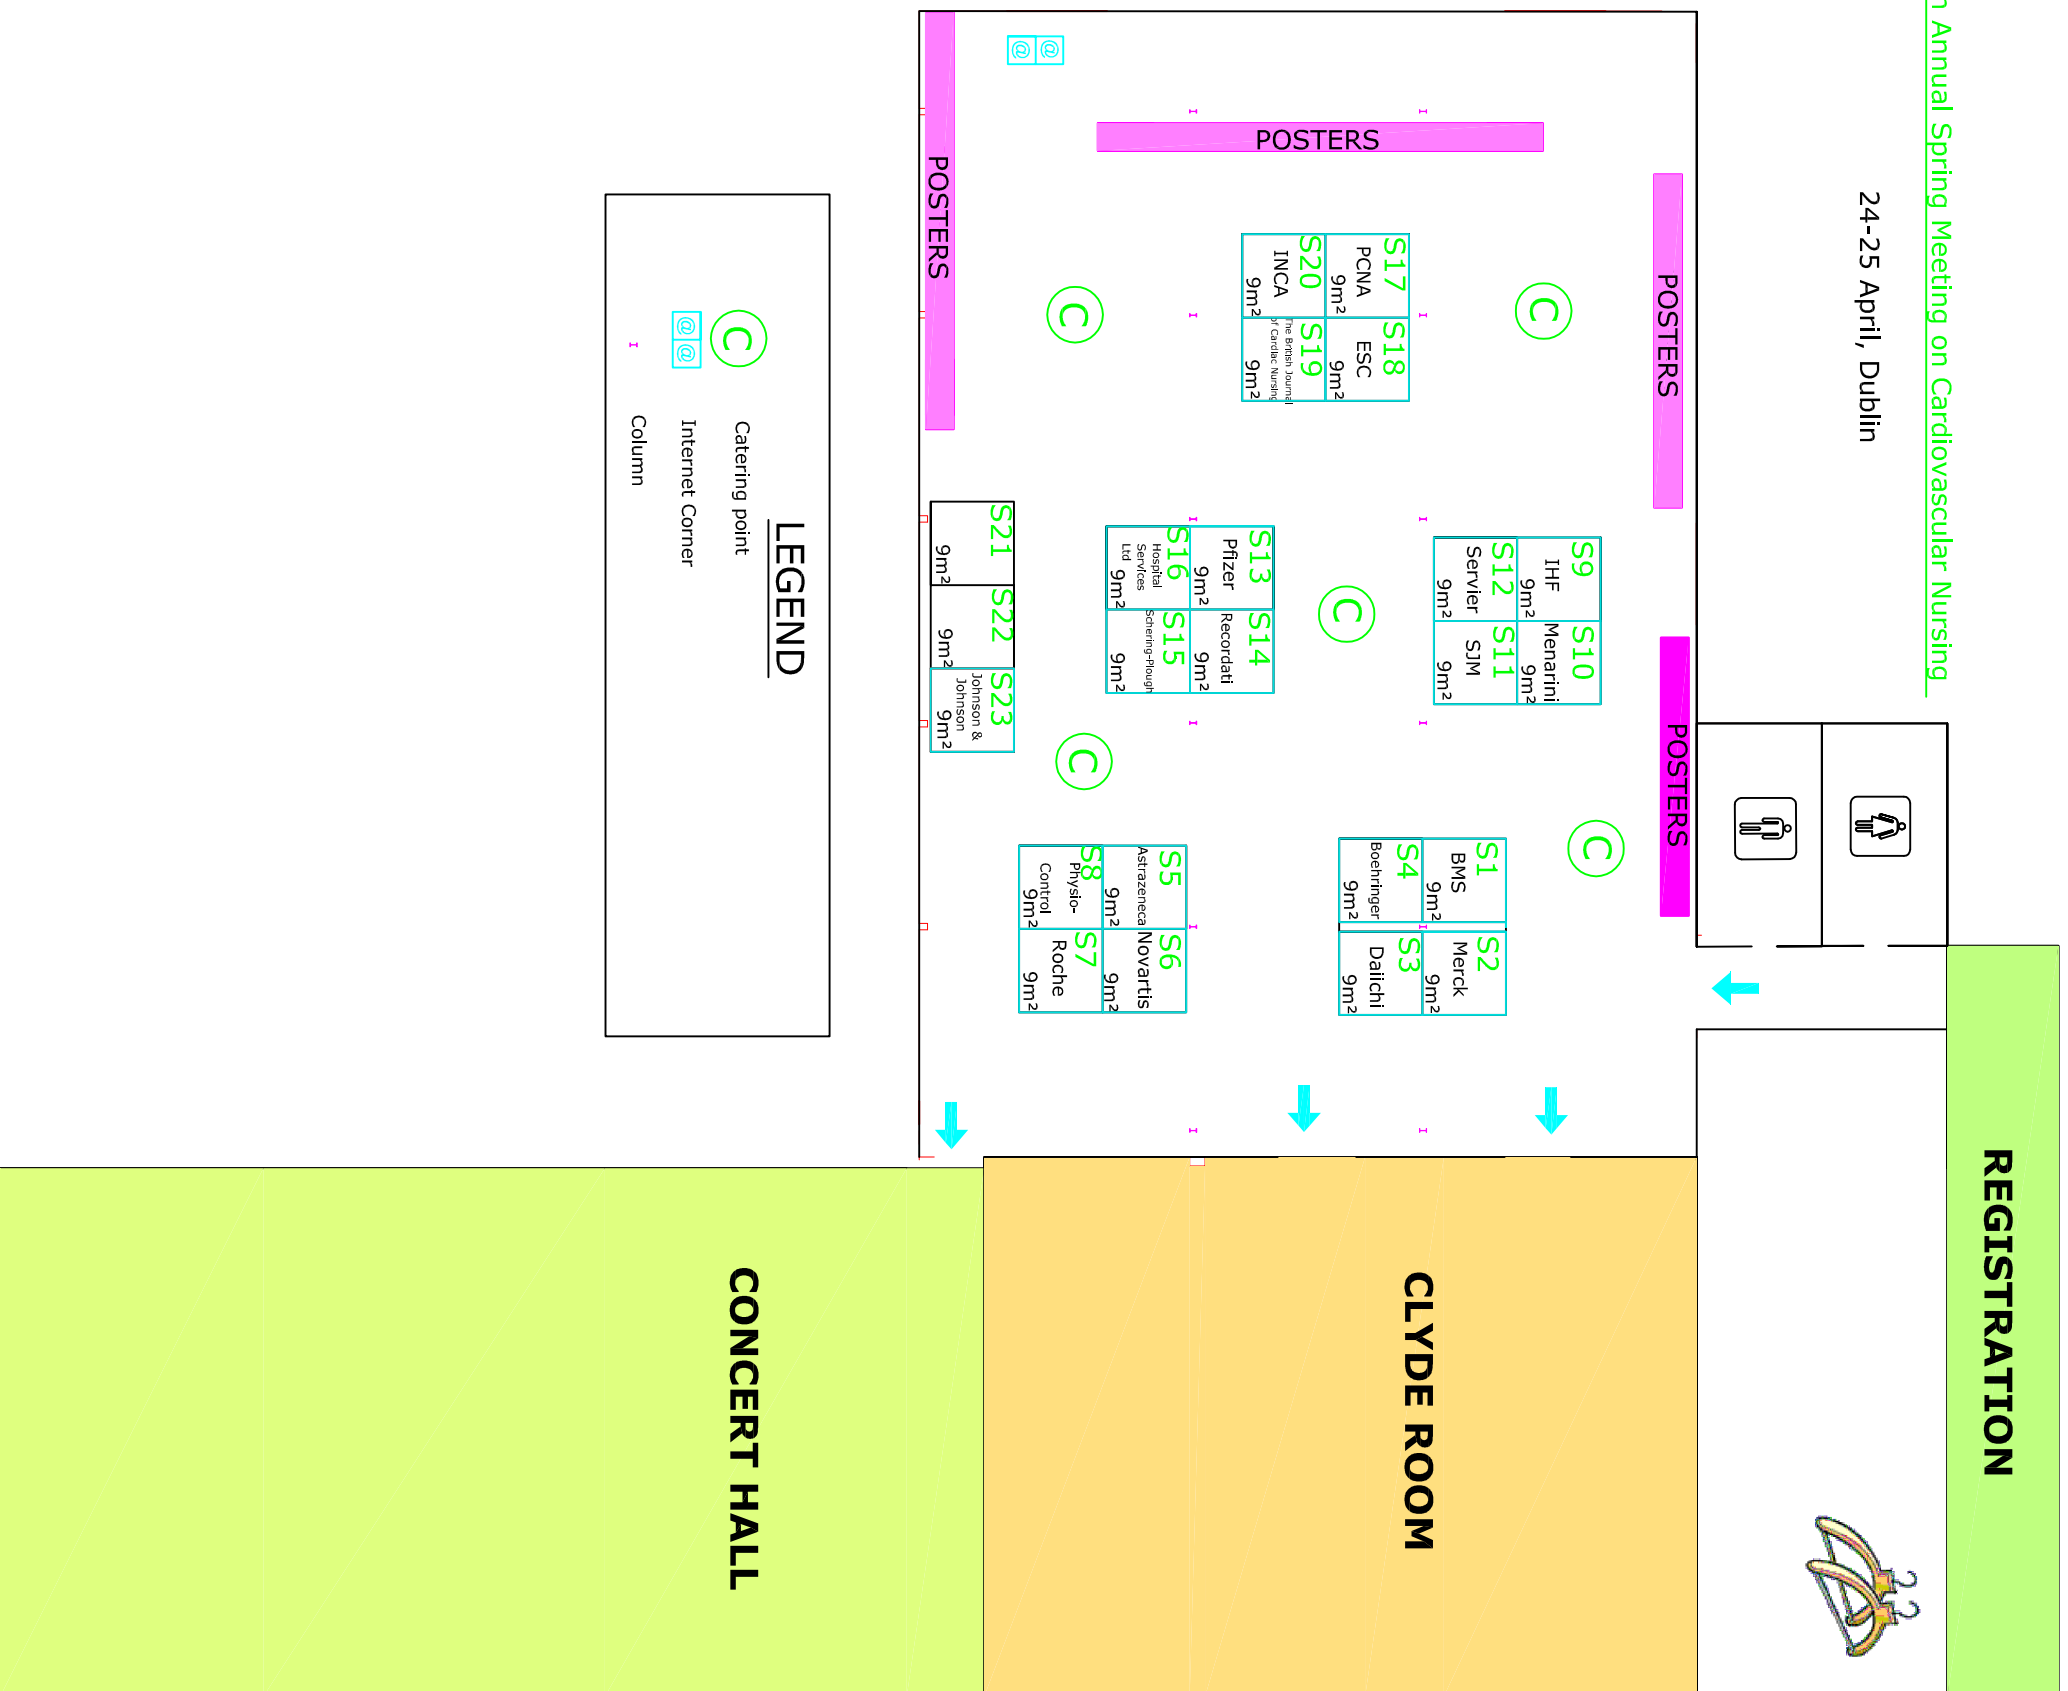 n Annual Spring Meeting on Cardiovascular Nursing
24-25 April, Dublin
REGISTRATION
POSTERS
POSTERS
POSTERS
POSTERS
@
@
C
C
C
C
C
S17
PCNA
9m²
S18
ESC
9m²
S20
INCA
9m²
S19
The British Journal
of Cardiac Nursing
9m²
S9
IHF
9m²
S10
Menarini
9m²
S12
Servier
9m²
S11
SJM
9m²
S13
Pfizer
9m²
S14
Recordati
9m²
S16
Hospital
Services
Ltd
9m²
S15
Schering-Plough
9m²
S21
9m²
S22
9m²
S23
Johnson &
Johnson
9m²
S1
BMS
9m²
S2
Merck
9m²
S4
Boehringer
9m²
S3
Daiichi
9m²
S5
Astrazeneca
9m²
S6
Novartis
9m²
S8
Physio-
Control
9m²
S7
Roche
9m²
LEGEND
C
Catering point
@
@
Internet Corner
Column
CLYDE ROOM
CONCERT HALL